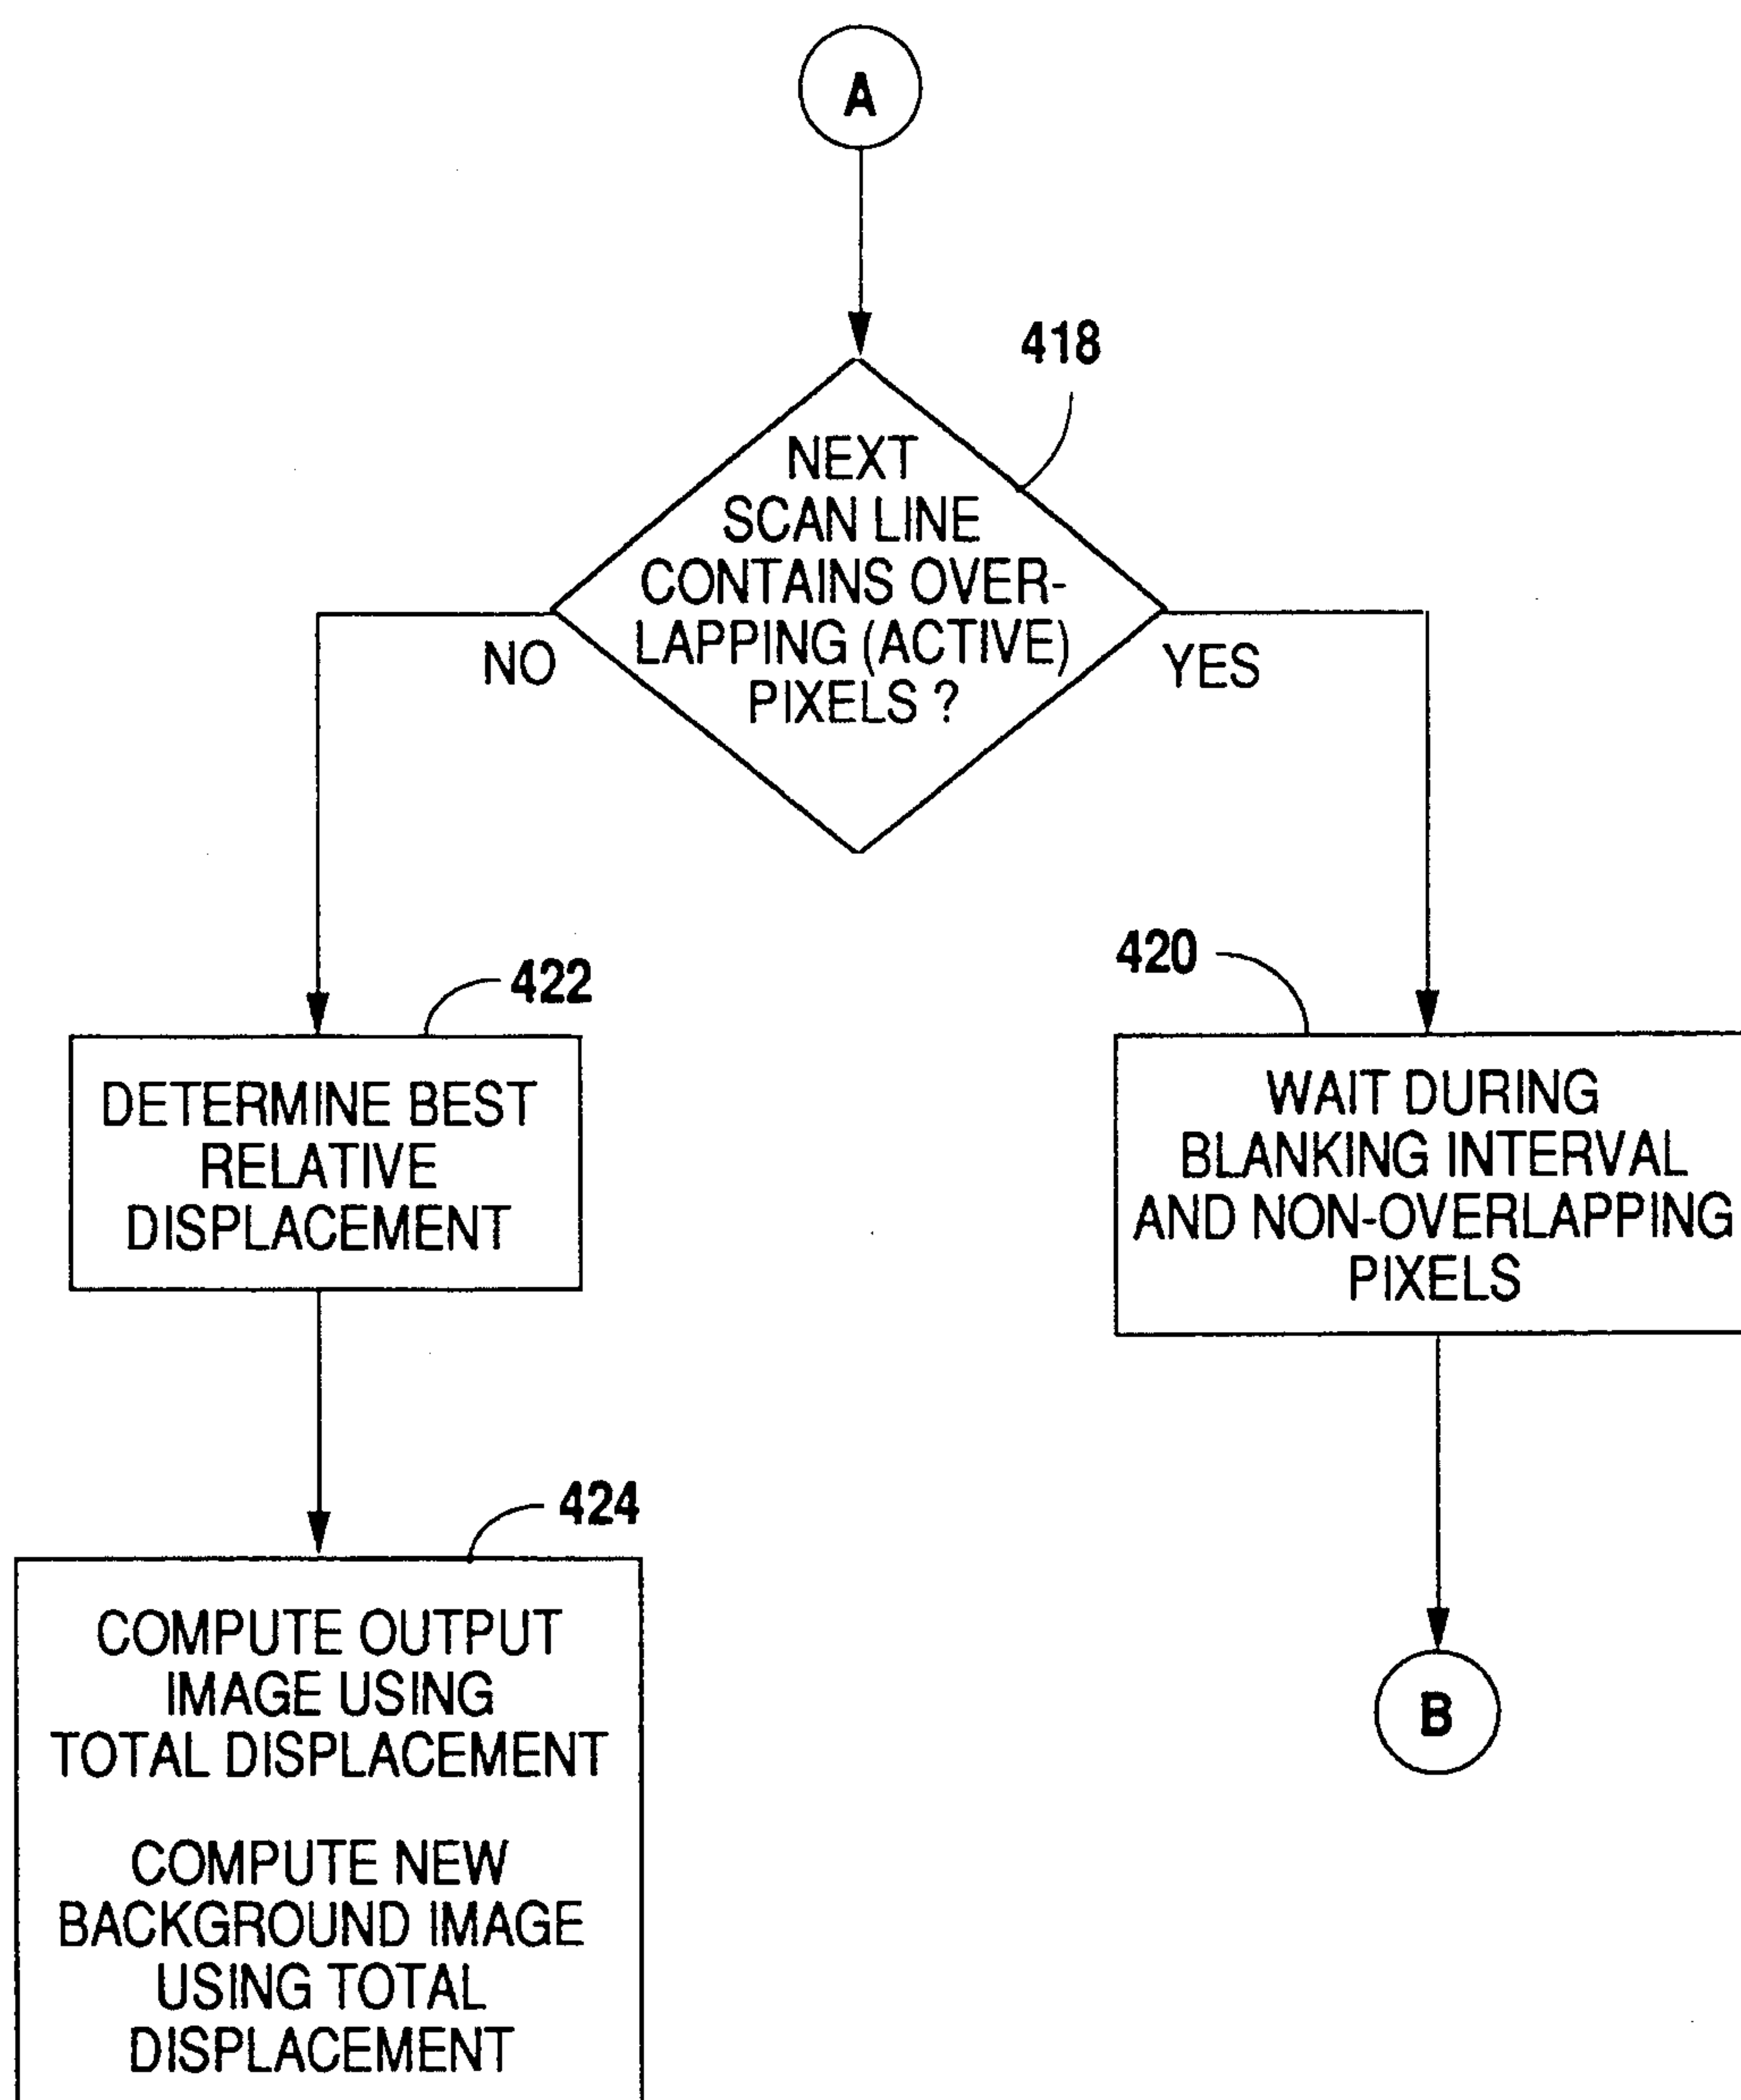 A
418
NEXT
SCAN LINE
CONTAINS OVER-
LAPPING (ACTIVE)
PIXELS ?
NO
YES
422
DETERMINE BEST
RELATIVE
DISPLACEMENT
420
WAIT DURING
BLANKING INTERVAL
AND NON-OVERLAPPING
PIXELS
424
COMPUTE OUTPUT
IMAGE USING
TOTAL DISPLACEMENT
COMPUTE NEW
BACKGROUND IMAGE
USING TOTAL
DISPLACEMENT
B